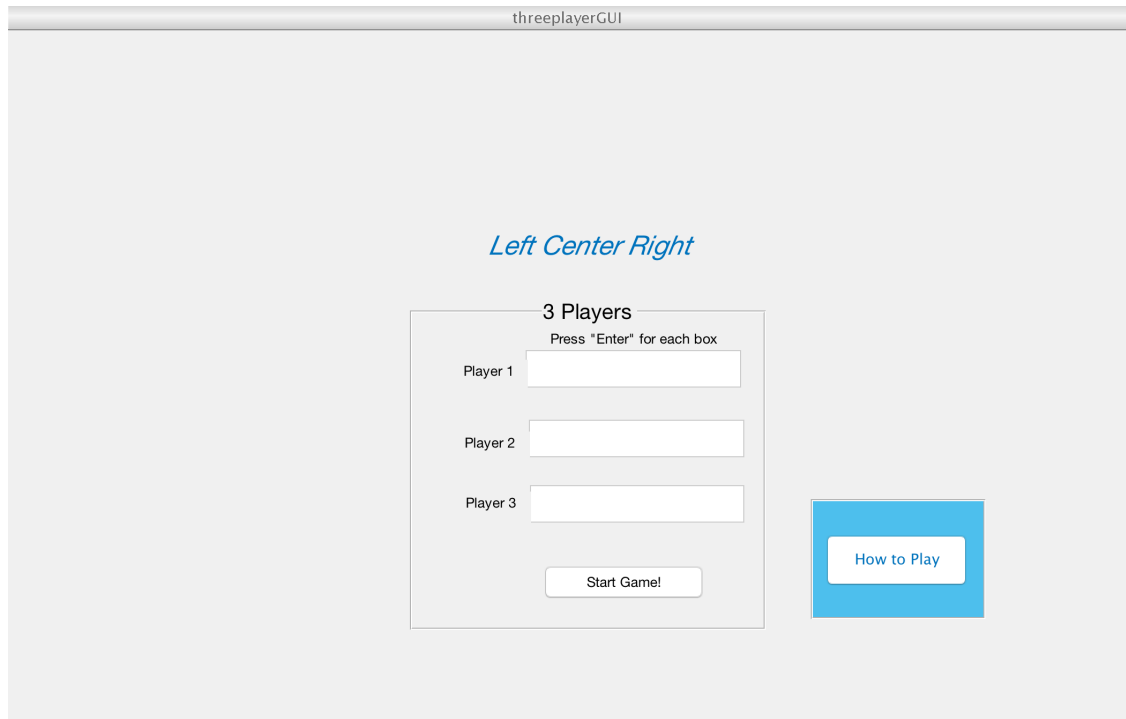 threeplayerGUI
Left Center Right
3 Players
Press "Enter" for each box
Player 1
Player 2
Player 3
How to Play
Start Game!